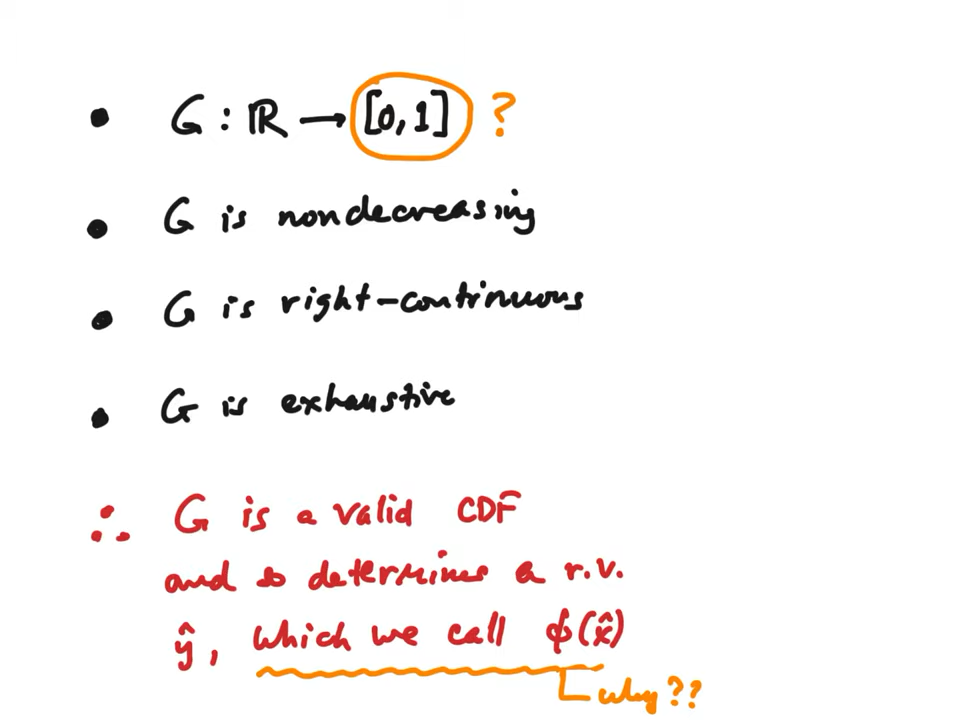 • G : ℝ → [0,1] ?
• G is nondecreasing
• G is right-continuous
• G is exhaustive
∴ G is a valid CDF
and so determines a r.v.
ŷ, which we call ϕ(x̂)
why??